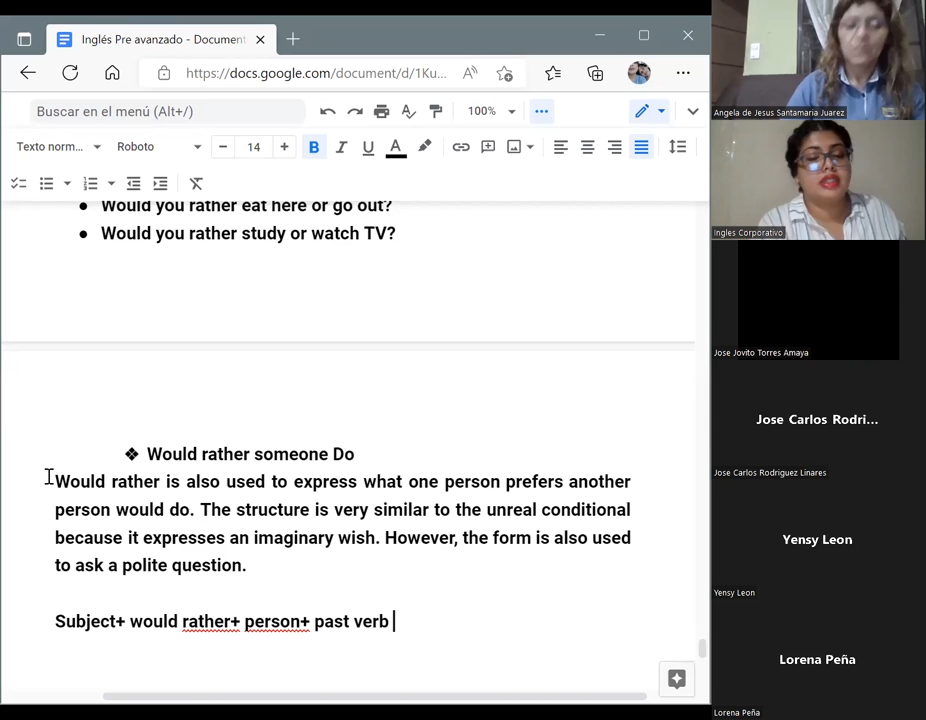 Inglés Pre avanzado - Document
https://docs.google.com/document/d/1Ku...
Buscar en el menú (Alt+/)
100%
Texto norm...
Roboto
14
Would you rather eat here or go out?
Would you rather study or watch TV?
Would rather someone Do
Would rather is also used to express what one person prefers another
person would do. The structure is very similar to the unreal conditional
because it expresses an imaginary wish. However, the form is also used
to ask a polite question.
Subject+ would rather+ person+ past verb
Angela de Jesus Santamaria Juarez
Ingles Corporativo
Jose Jovito Torres Amaya
Jose Carlos Rodri...
Jose Carlos Rodriguez Linares
Yensy Leon
Yensy Leon
Lorena Peña
Lorena Peña